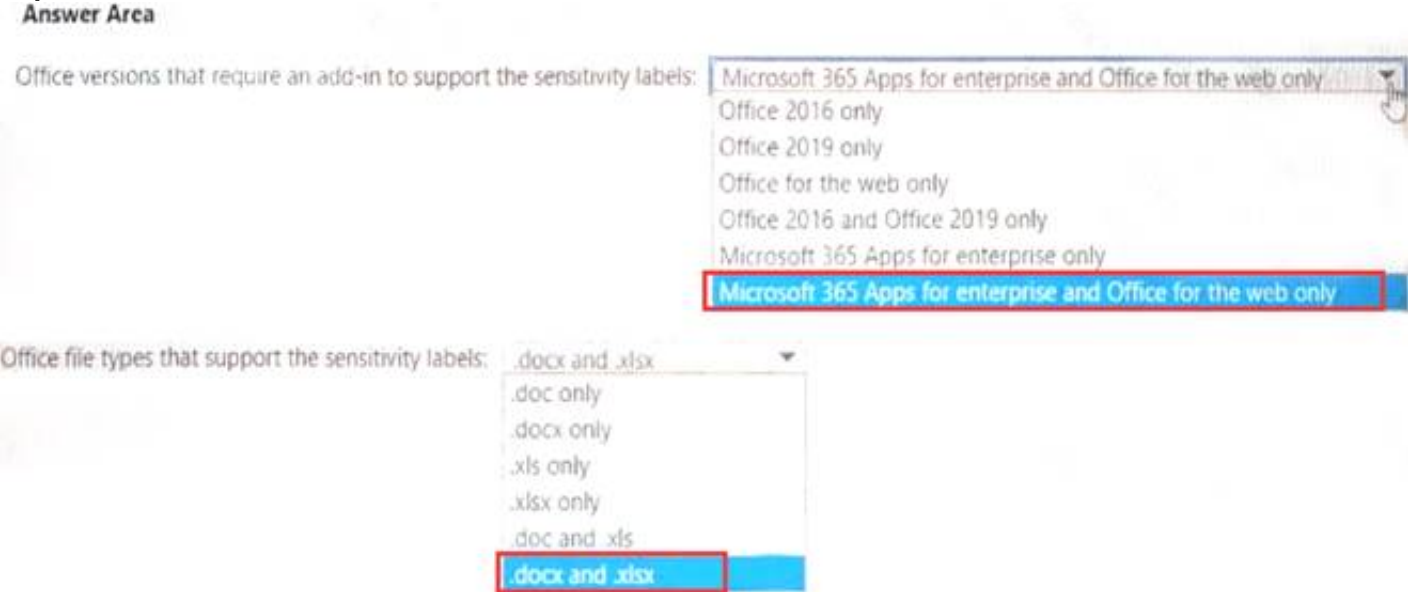 Answer Area
Office versions that require an add-in to support the sensitivity labels: Microsoft 365 Apps for enterprise and Office for the web only
Office 2016 only
Office 2019 only
Office for the web only
Office 2016 and Office 2019 only
Microsoft 365 Apps for enterprise only
Microsoft 365 Apps for enterprise and Office for the web only
Office file types that support the sensitivity labels: .docx and .xlsx
.doc only
.docx only
.xls only
.xlsx only
.doc and .xls
.docx and .xlsx